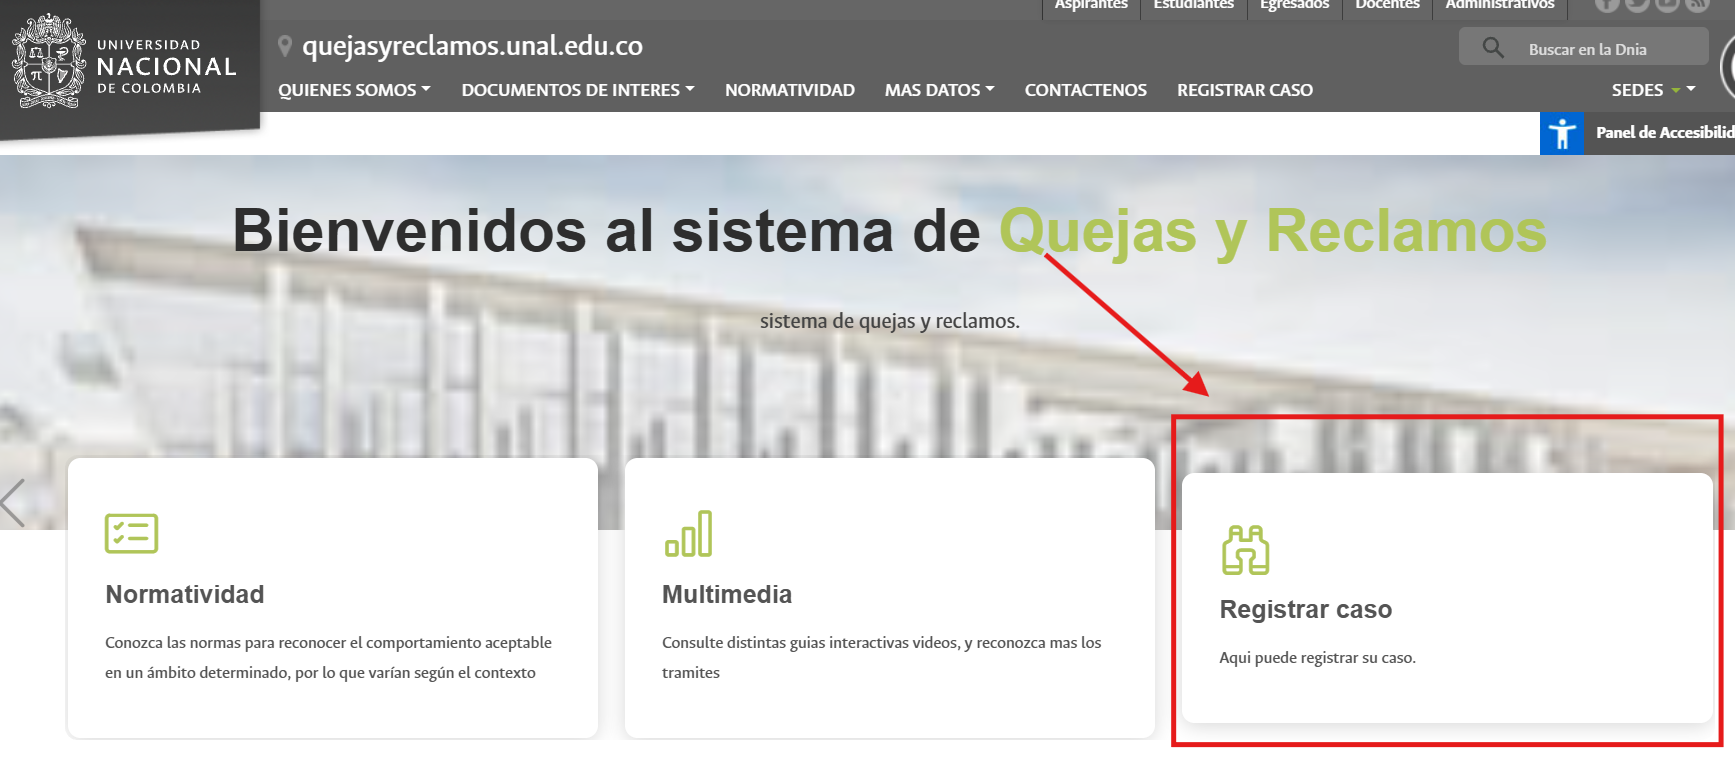 Aspirantes Estudiantes Egresados Docentes Administrativos
UNIVERSIDAD
NACIONAL
DE COLOMBIA
quejasyreclamos.unal.edu.co
Buscar en la Dnia
QUIENES SOMOS DOCUMENTOS DE INTERES NORMATIVIDAD MAS DATOS CONTACTENOS REGISTRAR CASO SEDES
Panel de Accesibilid
Bienvenidos al sistema de Quejas y Reclamos
sistema de quejas y reclamos.
Normatividad
Conozca las normas para reconocer el comportamiento aceptable
en un ámbito determinado, por lo que varían según el contexto
Multimedia
Consulte distintas guias interactivas videos, y reconozca mas los
tramites
Registrar caso
Aqui puede registrar su caso.